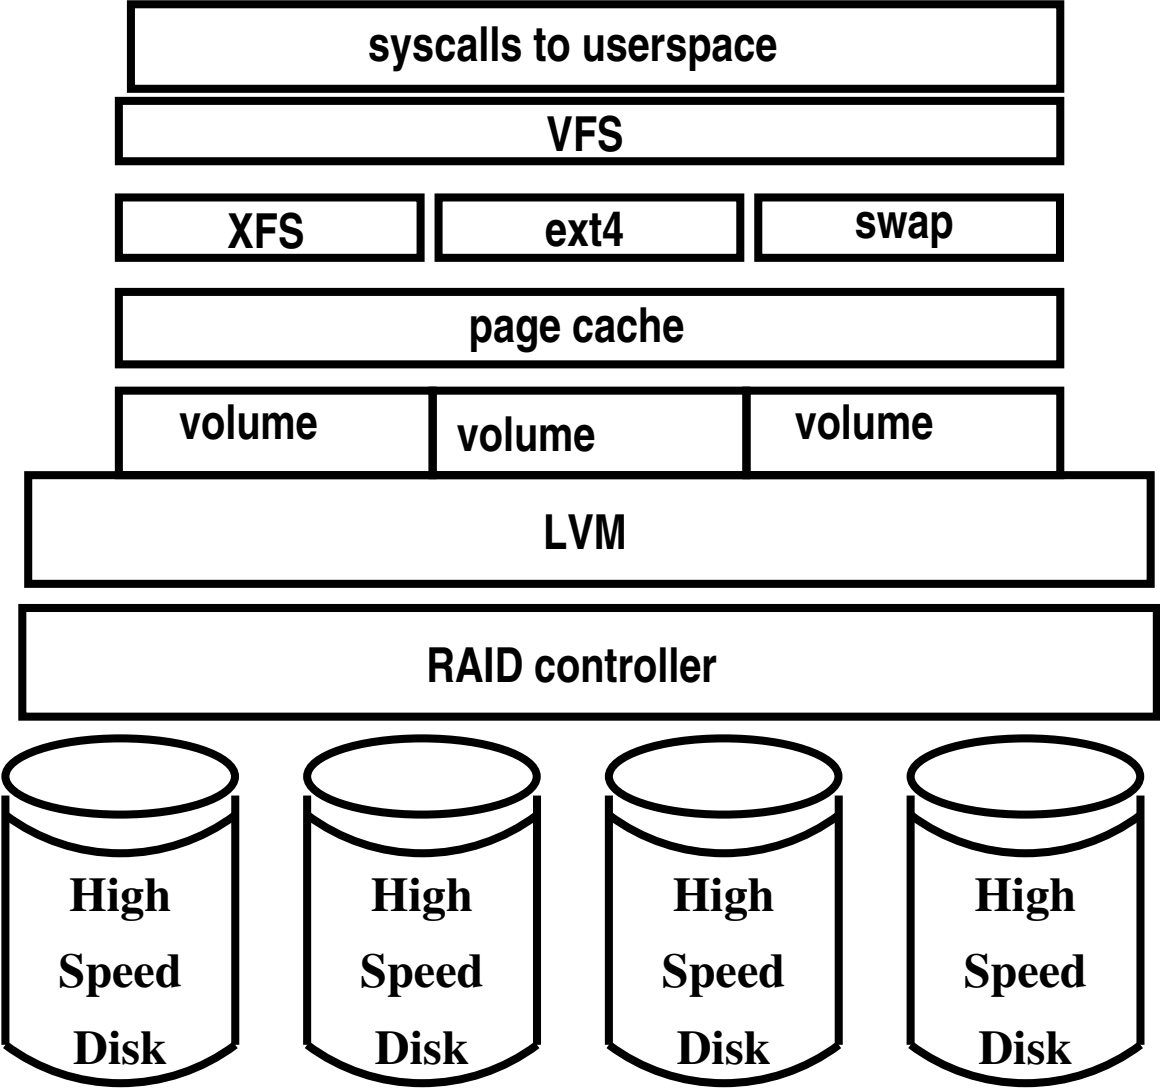 syscalls to userspace
VFS
XFS
ext4
swap
page cache
volume
volume
volume
LVM
RAID controller
High
Speed
Disk
High
Speed
Disk
High
Speed
Disk
High
Speed
Disk